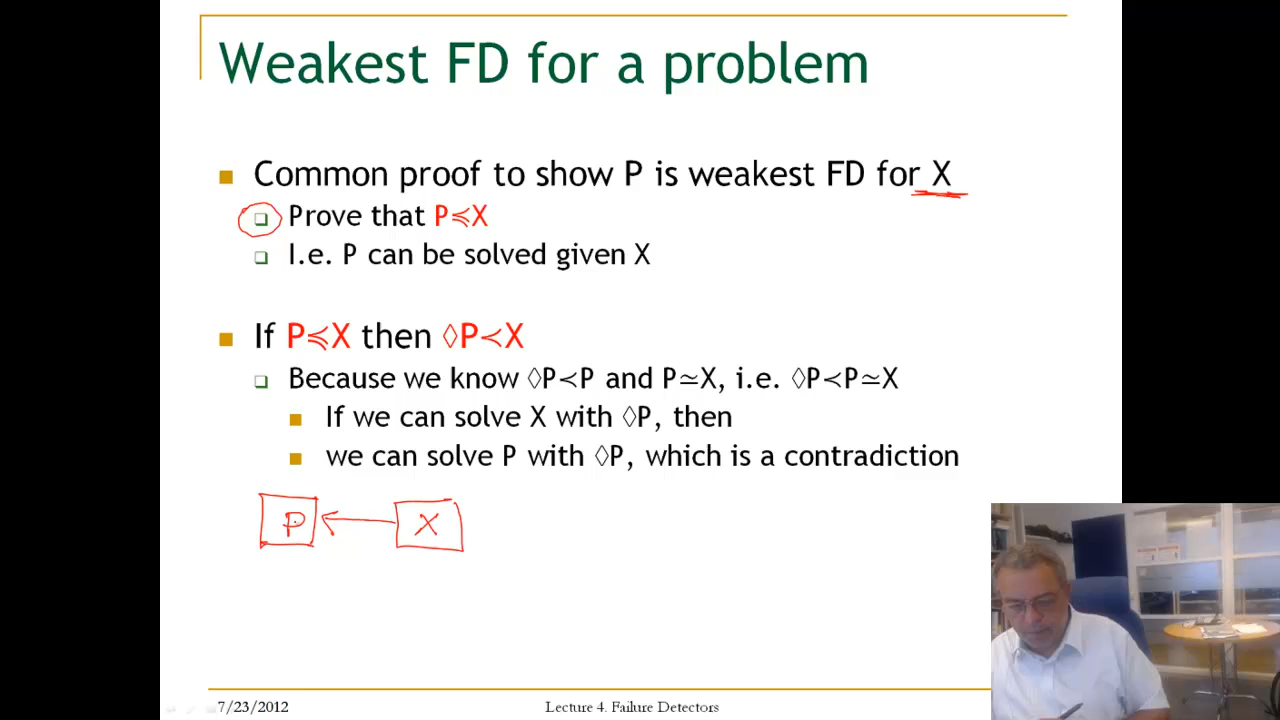 Weakest FD for a problem
Common proof to show P is weakest FD for X
Prove that P≼X
I.e. P can be solved given X
If P≼X then ◊P≺X
Because we know ◊P≺P and P≃X, i.e. ◊P≺P≃X
If we can solve X with ◊P, then
we can solve P with ◊P, which is a contradiction
P ← X
7/23/2012 Lecture 4. Failure Detectors